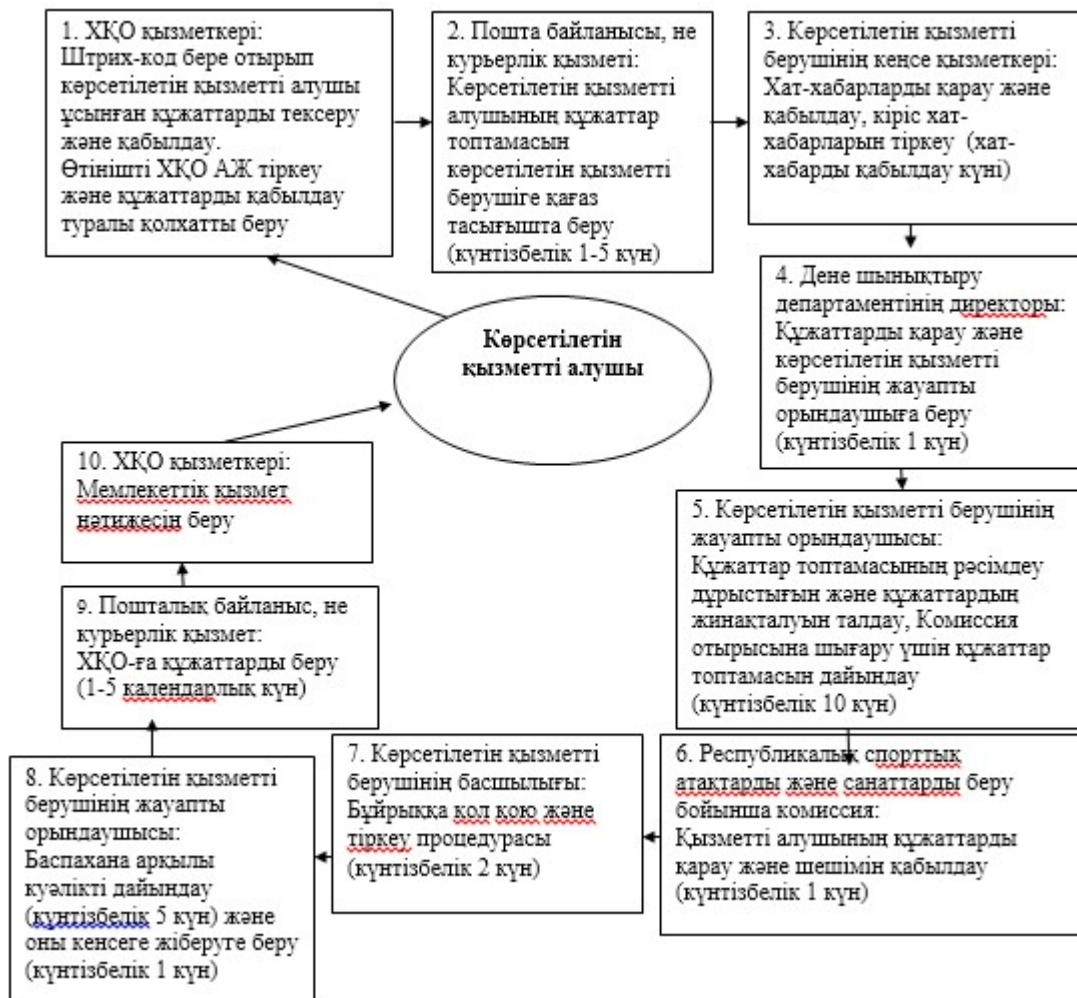 1. ХҚО қызметкері:
Штрих-код бере отырып
көрсетілетін қызметті алушы
ұсынған құжаттарды тексеру
және қабылдау.
Өтінішті ХҚО АЖ тіркеу
және құжаттарды қабылдау
туралы қолхатты беру
2. Пошта байланысы, не
курьерлік қызметі:
Көрсетілетін қызметті
алушының құжаттар
топтамасын
көрсетілетін қызметті
берушіге қағаз
тасығышта беру
(күнтізбелік 1-5 күн)
3. Көрсетілетін қызметті
берушінің кеңсе қызметкері:
Хат-хабарларды қарау және
қабылдау, кіріс хат-
хабарларын тіркеу (хат-
хабарды қабылдау күні)
4. Дене шынықтыру
департаментінің директоры:
Құжаттарды қарау және
көрсетілетін қызметті
берушінің жауапты
орындаушыға беру
(күнтізбелік 1 күн)
Көрсетілетін
қызметті алушы
5. Көрсетілетін қызметті берушінің
жауапты орындаушысы:
Құжаттар топтамасының рәсімдеу
дұрыстығын және құжаттардың
жинақталуын талдау, Комиссия
отырысына шығару үшін құжаттар
топтамасын дайындау
(күнтізбелік 10 күн)
6. Республикалық спорттық
атақтарды және санаттарды беру
бойынша комиссия:
Қызметті алушының құжаттарды
қарау және шешімін қабылдау
(күнтізбелік 1 күн)
7. Көрсетілетін қызметті
берушінің басшылығы:
Бұйрыққа қол қою және
тіркеу процедурасы
(күнтізбелік 2 күн)
8. Көрсетілетін қызметті
берушінің жауапты
орындаушысы:
Баспахана арқылы
куәлікті дайындау
(күнтізбелік 5 күн) және
оны кенсеге жіберуге беру
(күнтізбелік 1 күн)
9. Пошталық байланыс, не
курьерлік қызмет:
ХҚО-ға құжаттарды беру
(1-5 календарлық күн)
10. ХҚО қызметкері:
Мемлекеттік қызмет
нәтижесін беру